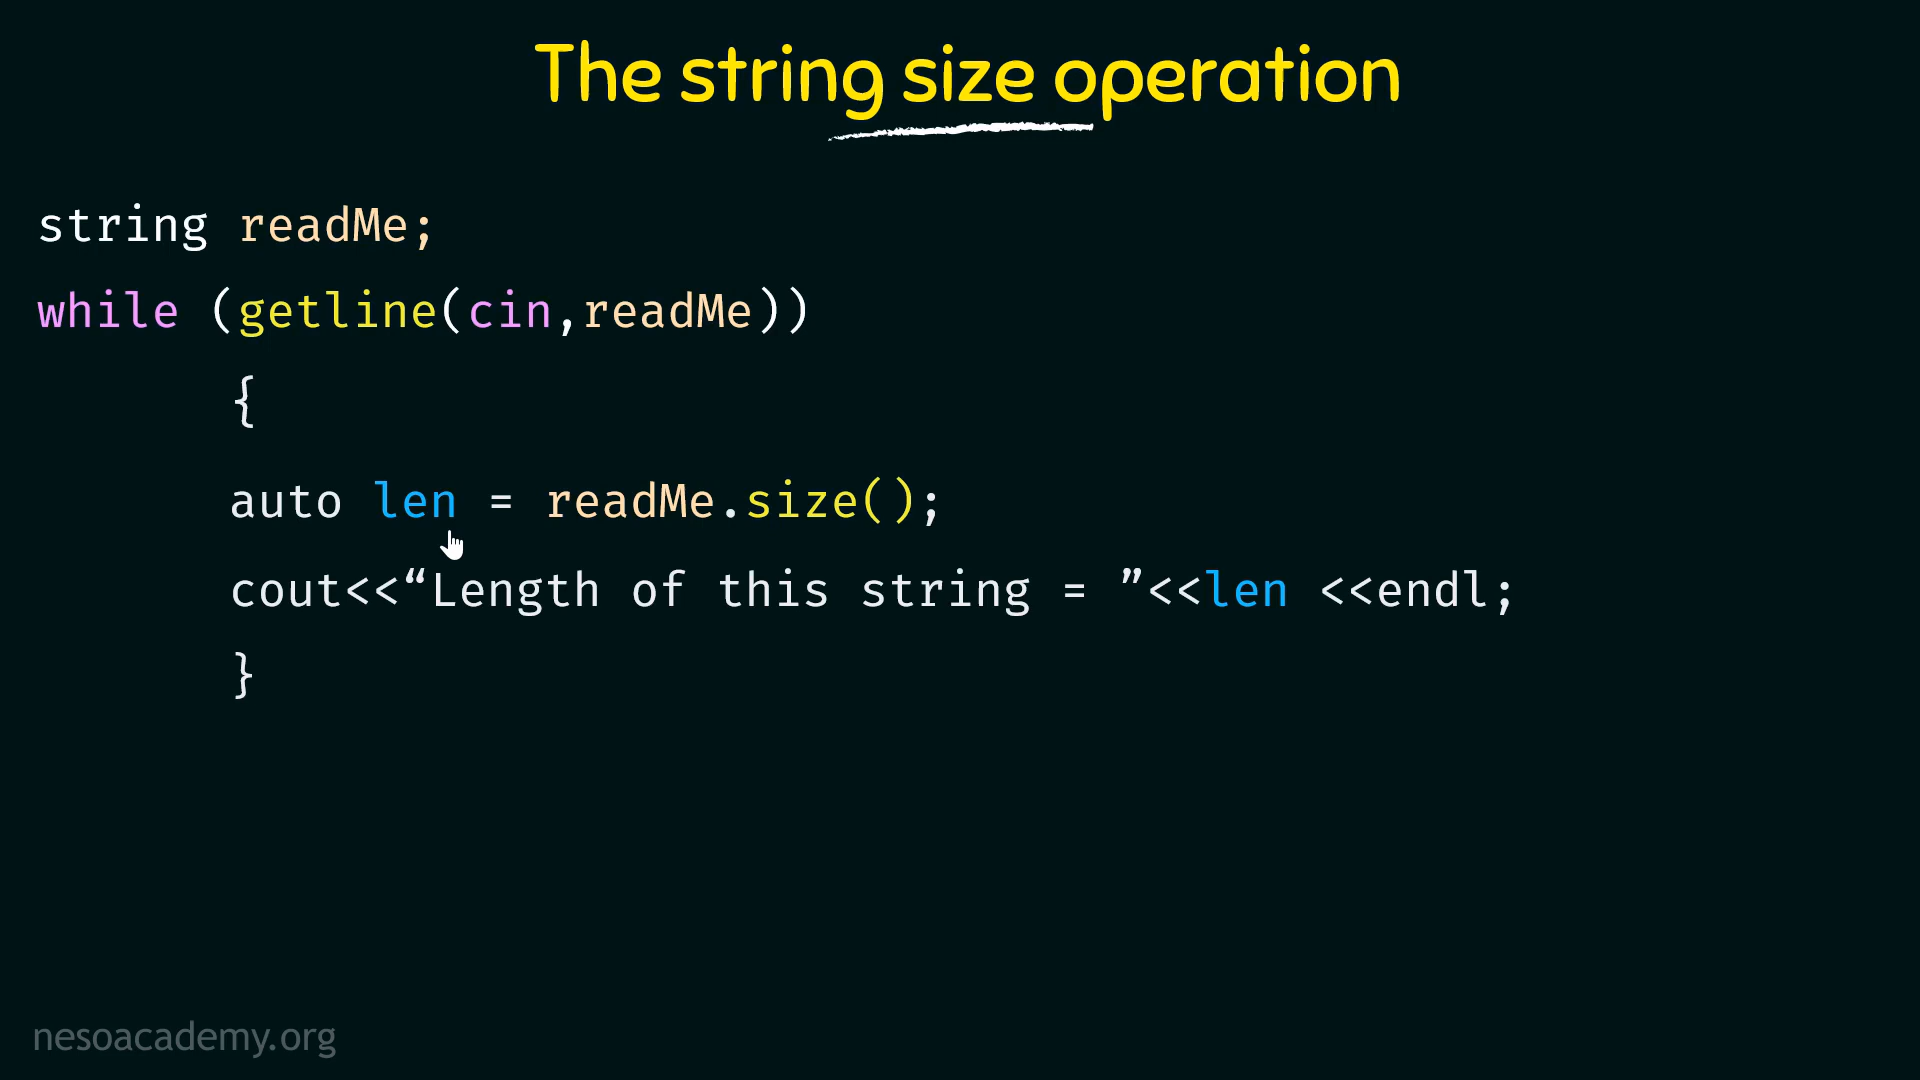 The string size operation
string readMe;
while (getline(cin,readMe))
{
auto len = readMe.size();
cout<<“Length of this string = ”<<len <<endl;
}
nesoacademy.org